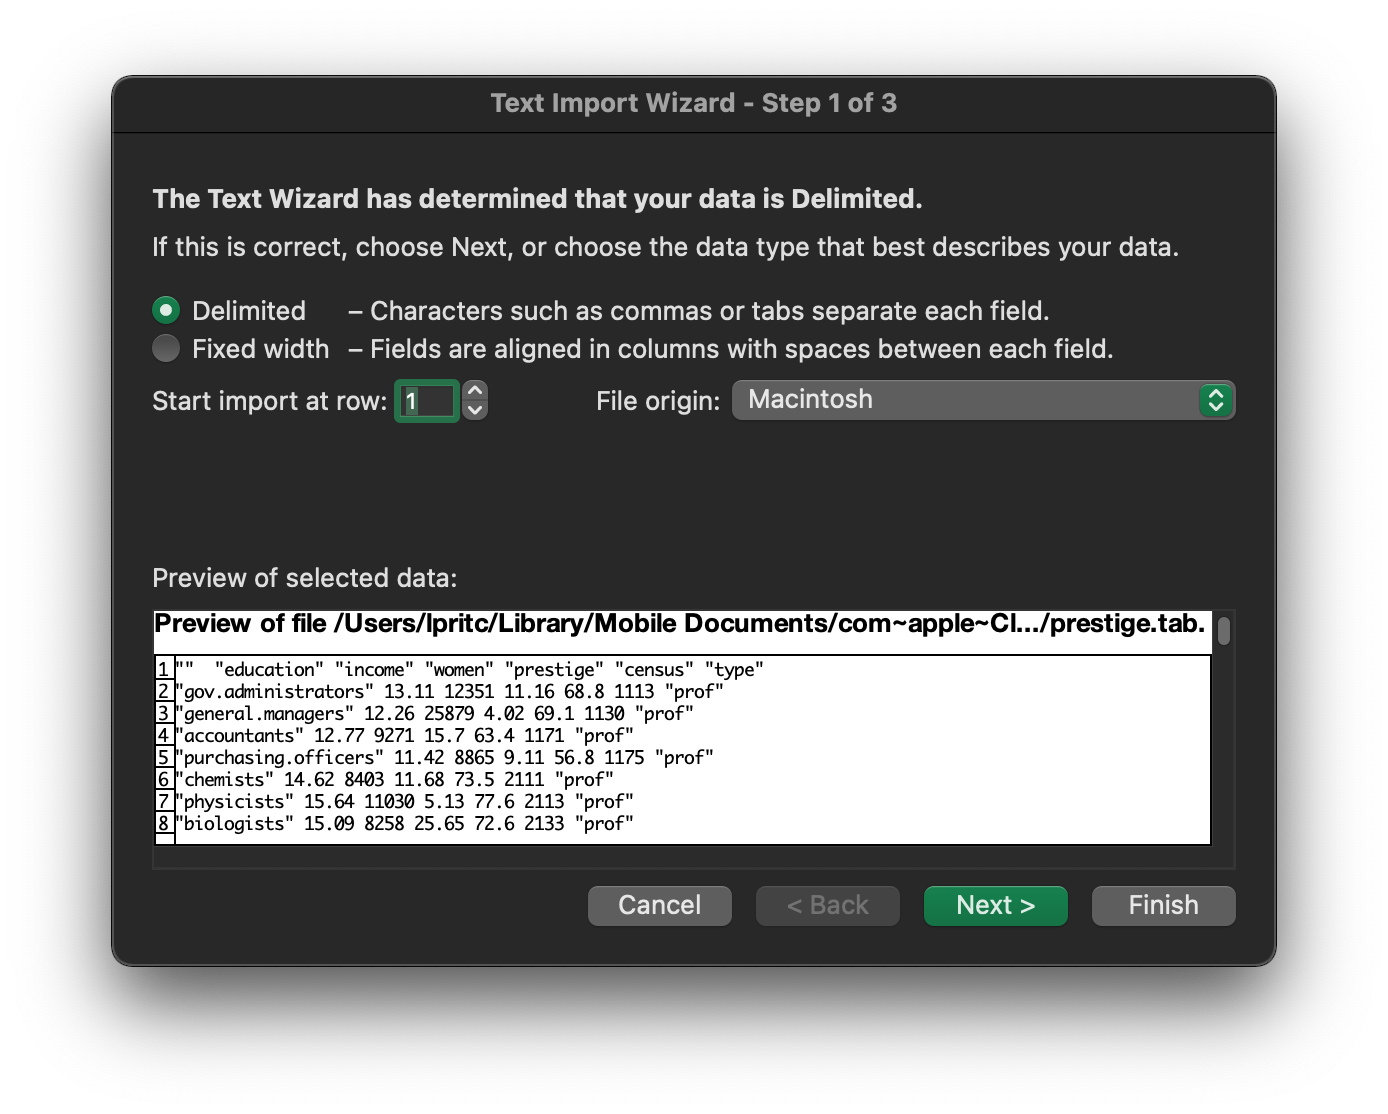 Text Import Wizard - Step 1 of 3
The Text Wizard has determined that your data is Delimited.
If this is correct, choose Next, or choose the data type that best describes your data.
Delimited – Characters such as commas or tabs separate each field.
Fixed width – Fields are aligned in columns with spaces between each field.
Start import at row: 1 File origin: Macintosh
Preview of selected data:
Preview of file /Users/lpritc/Library/Mobile Documents/com~apple~Cl.../prestige.tab.
1 "" "education" "income" "women" "prestige" "census" "type"
2 "gov.administrators" 13.11 12351 11.16 68.8 1113 "prof"
3 "general.managers" 12.26 25879 4.02 69.1 1130 "prof"
4 "accountants" 12.77 9271 15.7 63.4 1171 "prof"
5 "purchasing.officers" 11.42 8865 9.11 56.8 1175 "prof"
6 "chemists" 14.62 8403 11.68 73.5 2111 "prof"
7 "physicists" 15.64 11030 5.13 77.6 2113 "prof"
8 "biologists" 15.09 8258 25.65 72.6 2133 "prof"
Cancel < Back Next > Finish